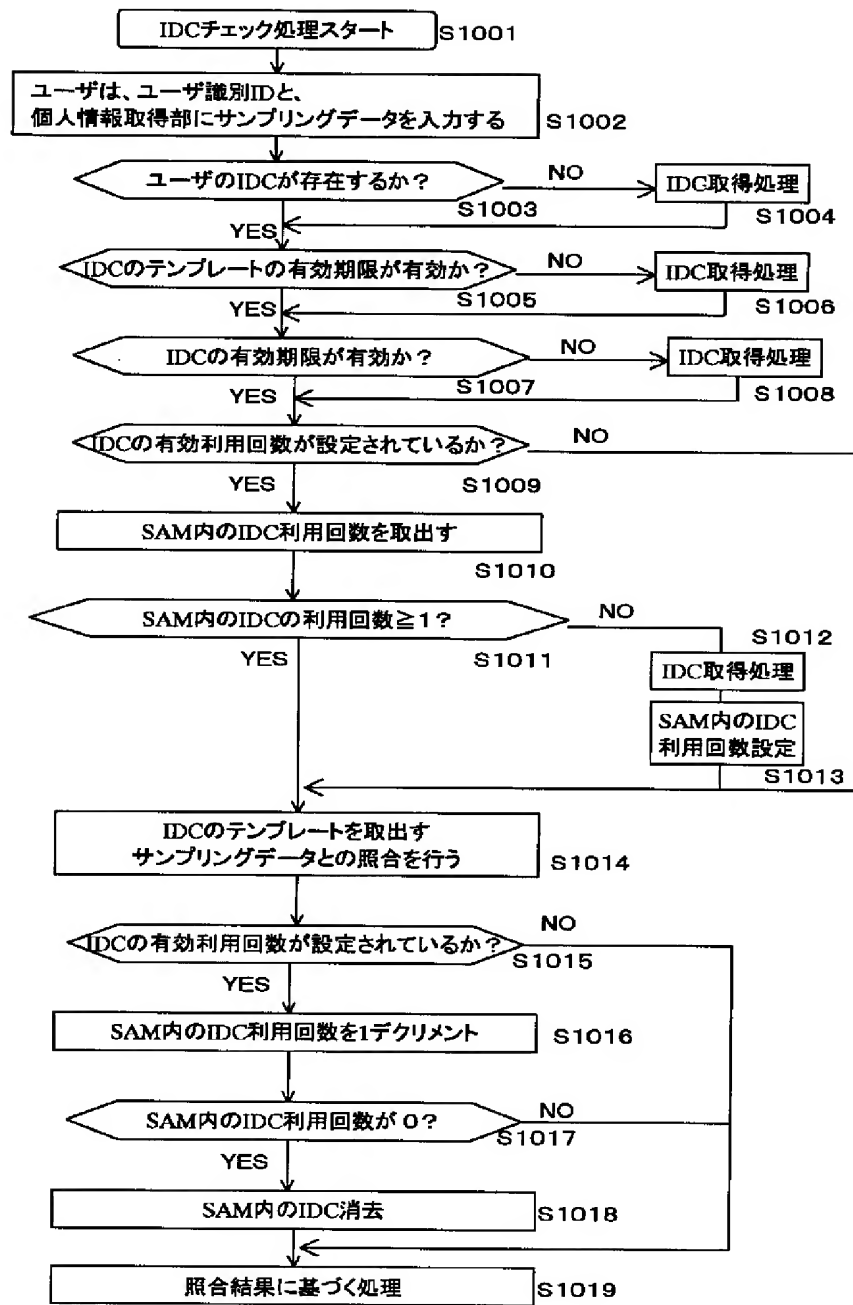 IDCチェック処理スタート S1001
ユーザは、ユーザ識別IDと、
個人情報取得部にサンプリングデータを入力する S1002
ユーザのIDCが存在するか? NO IDC取得処理
YES S1003 S1004
IDCのテンプレートの有効期限が有効か? NO IDC取得処理
YES S1005 S1006
IDCの有効期限が有効か? NO IDC取得処理
YES S1007 S1008
IDCの有効利用回数が設定されているか? NO
YES S1009
SAM内のIDC利用回数を取出す
S1010
SAM内のIDCの利用回数≧1? NO
YES S1011 S1012
IDC取得処理
SAM内のIDC
利用回数設定
S1013
IDCのテンプレートを取出す
サンプリングデータとの照合を行う S1014
IDCの有効利用回数が設定されているか? NO
YES S1015
SAM内のIDC利用回数を1デクリメント S1016
SAM内のIDC利用回数が0? NO
YES S1017
SAM内のIDC消去 S1018
照合結果に基づく処理 S1019